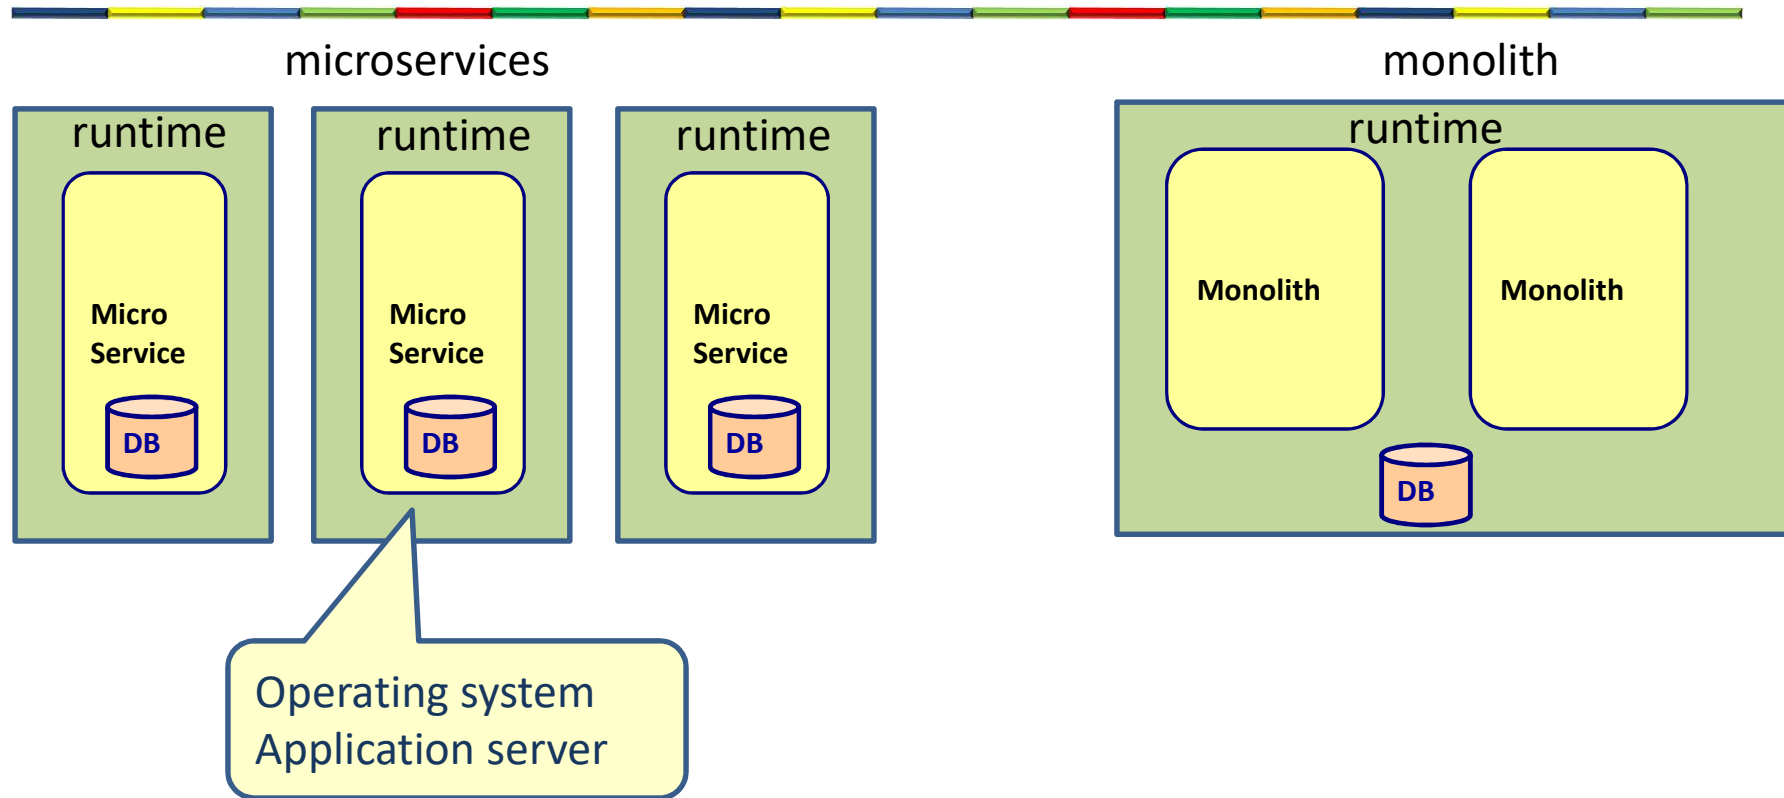 microservices
monolith
runtime
runtime
runtime
runtime
Micro
Service
DB
Micro
Service
DB
Micro
Service
DB
Monolith
Monolith
DB
Operating system
Application server